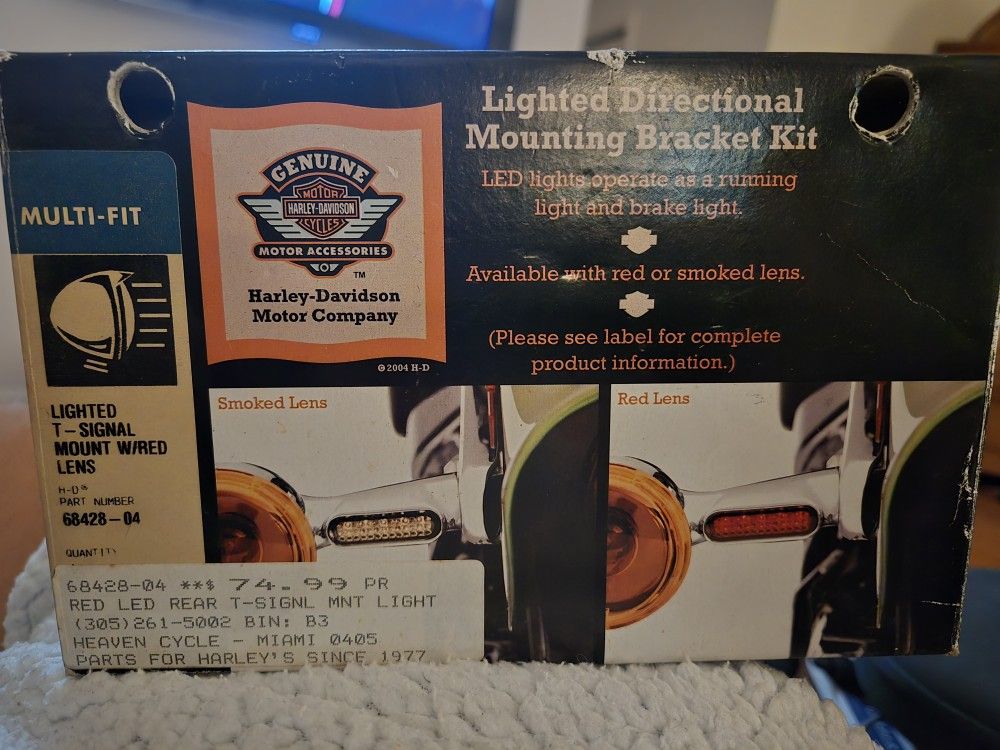 MULTI-FIT
LIGHTED
T-SIGNAL
MOUNT W/RED
LENS
H-D®
PART NUMBER
68428-04
QUANTITY
GENUINE
MOTOR
HARLEY-DAVIDSON
CYCLES
MOTOR ACCESSORIES
TM
Harley-Davidson
Motor Company
© 2004 H-D
Lighted Directional
Mounting Bracket Kit
LED lights operate as a running
light and brake light.
Available with red or smoked lens.
(Please see label for complete
product information.)
Smoked Lens
Red Lens
68428-04 **$ 74.99 PR
RED LED REAR T-SIGNL MNT LIGHT
(305)261-5002 BIN: B3
HEAVEN CYCLE - MIAMI 0405
PARTS FOR HARLEY'S SINCE 1977